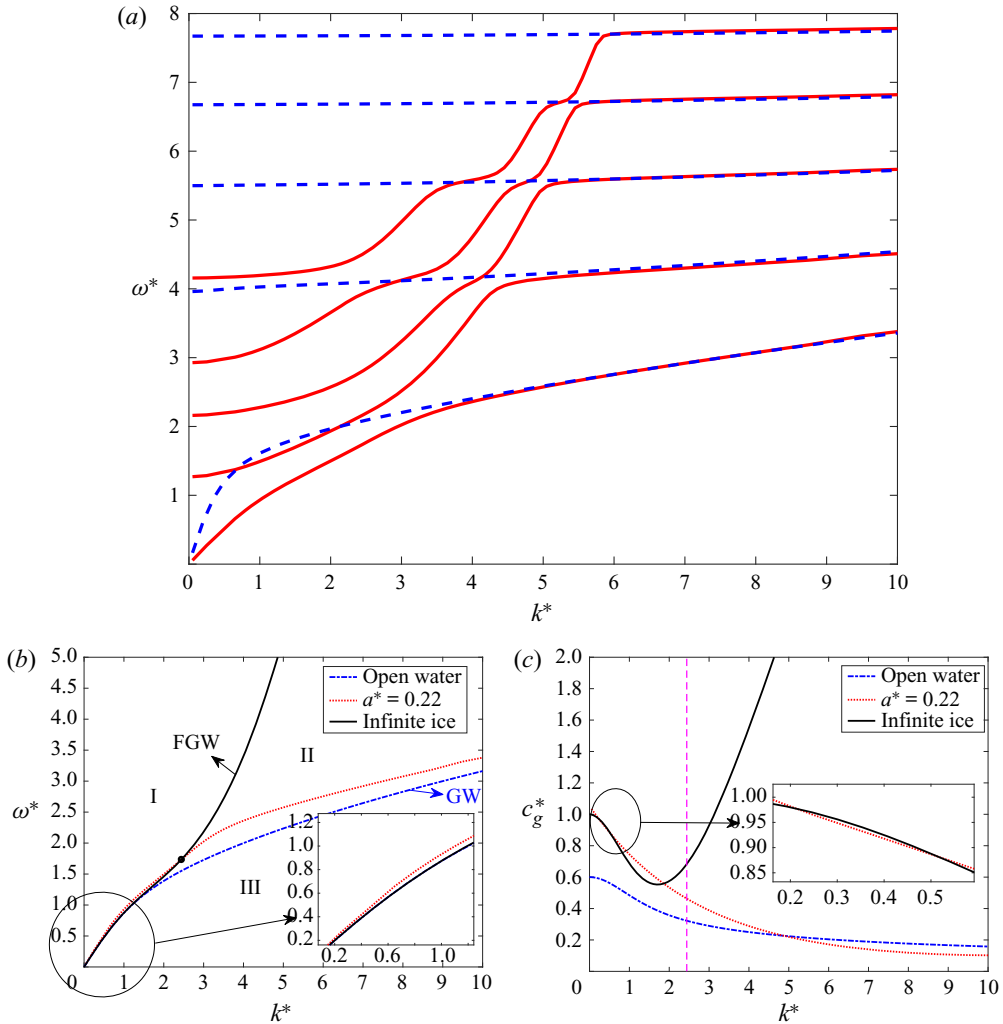 (a)
8
7
6
5
ω*
4
3
2
1
0 1 2 3 4 5 6 7 8 9 10
k*
(b)
5.0
4.5
4.0
3.5
3.0
ω*
2.5
2.0
1.5
1.0
0.5
0 1 2 3 4 5 6 7 8 9 10
k*
Open water
a* = 0.22
Infinite ice
FGW
I
II
GW
III
1.2
1.0
0.8
0.6
0.4
0.2
0.2 0.6 1.0
(c)
2.0
1.8
1.6
1.4
1.2
c_g^*
1.0
0.8
0.6
0.4
0.2
0 1 2 3 4 5 6 7 8 9 10
k*
Open water
a* = 0.22
Infinite ice
1.00
0.95
0.90
0.85
0.2 0.3 0.4 0.5